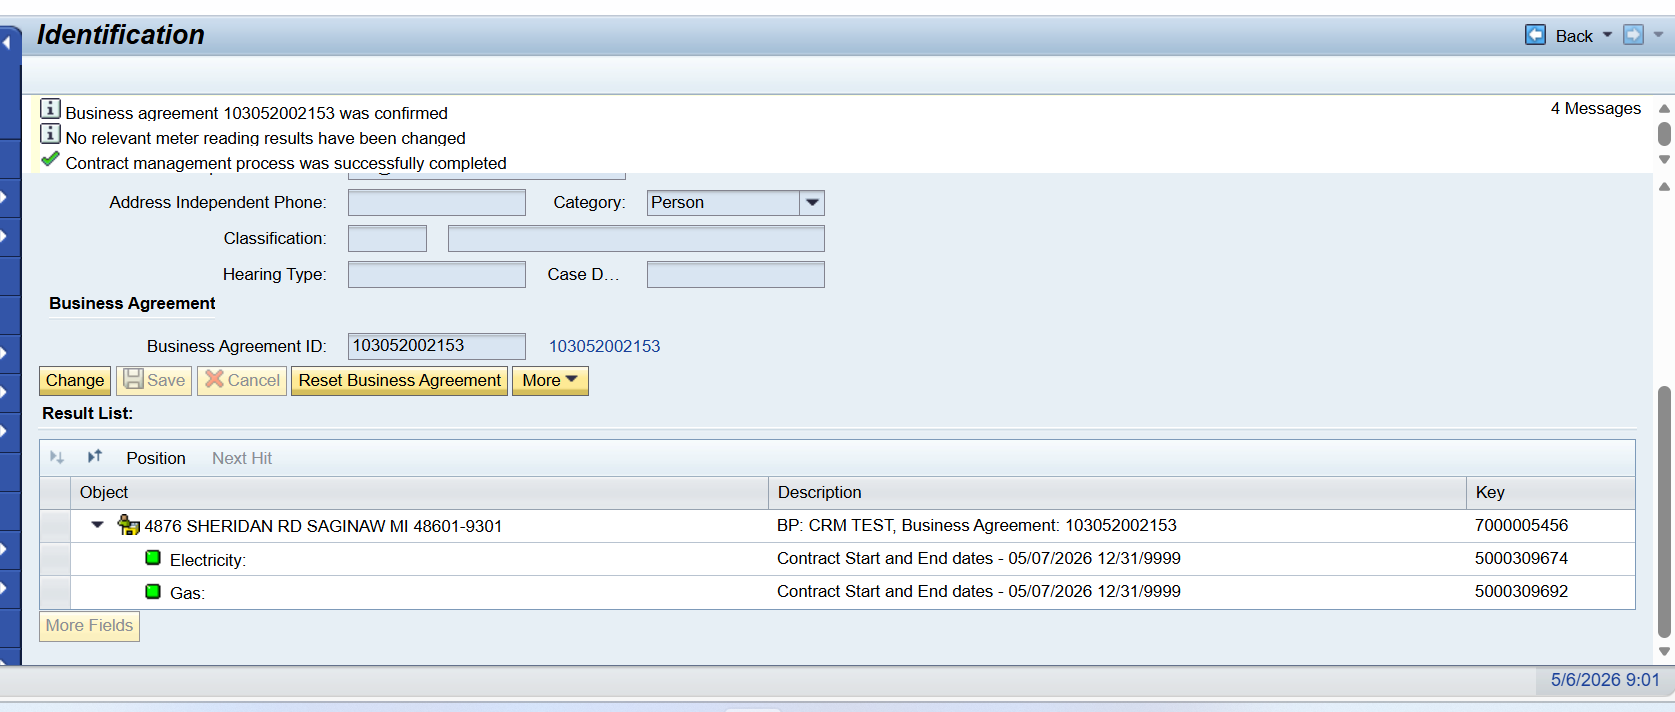 Identification
Back
Business agreement 103052002153 was confirmed
4 Messages
No relevant meter reading results have been changed
Contract management process was successfully completed
Address Independent Phone:
Category: Person
Classification:
Hearing Type:
Case D...
Business Agreement
Business Agreement ID: 103052002153 103052002153
Change Save Cancel Reset Business Agreement More
Result List:
Position Next Hit
Object Description Key
4876 SHERIDAN RD SAGINAW MI 48601-9301 BP: CRM TEST, Business Agreement: 103052002153 7000005456
Electricity: Contract Start and End dates - 05/07/2026 12/31/9999 5000309674
Gas: Contract Start and End dates - 05/07/2026 12/31/9999 5000309692
More Fields
5/6/2026 9:01